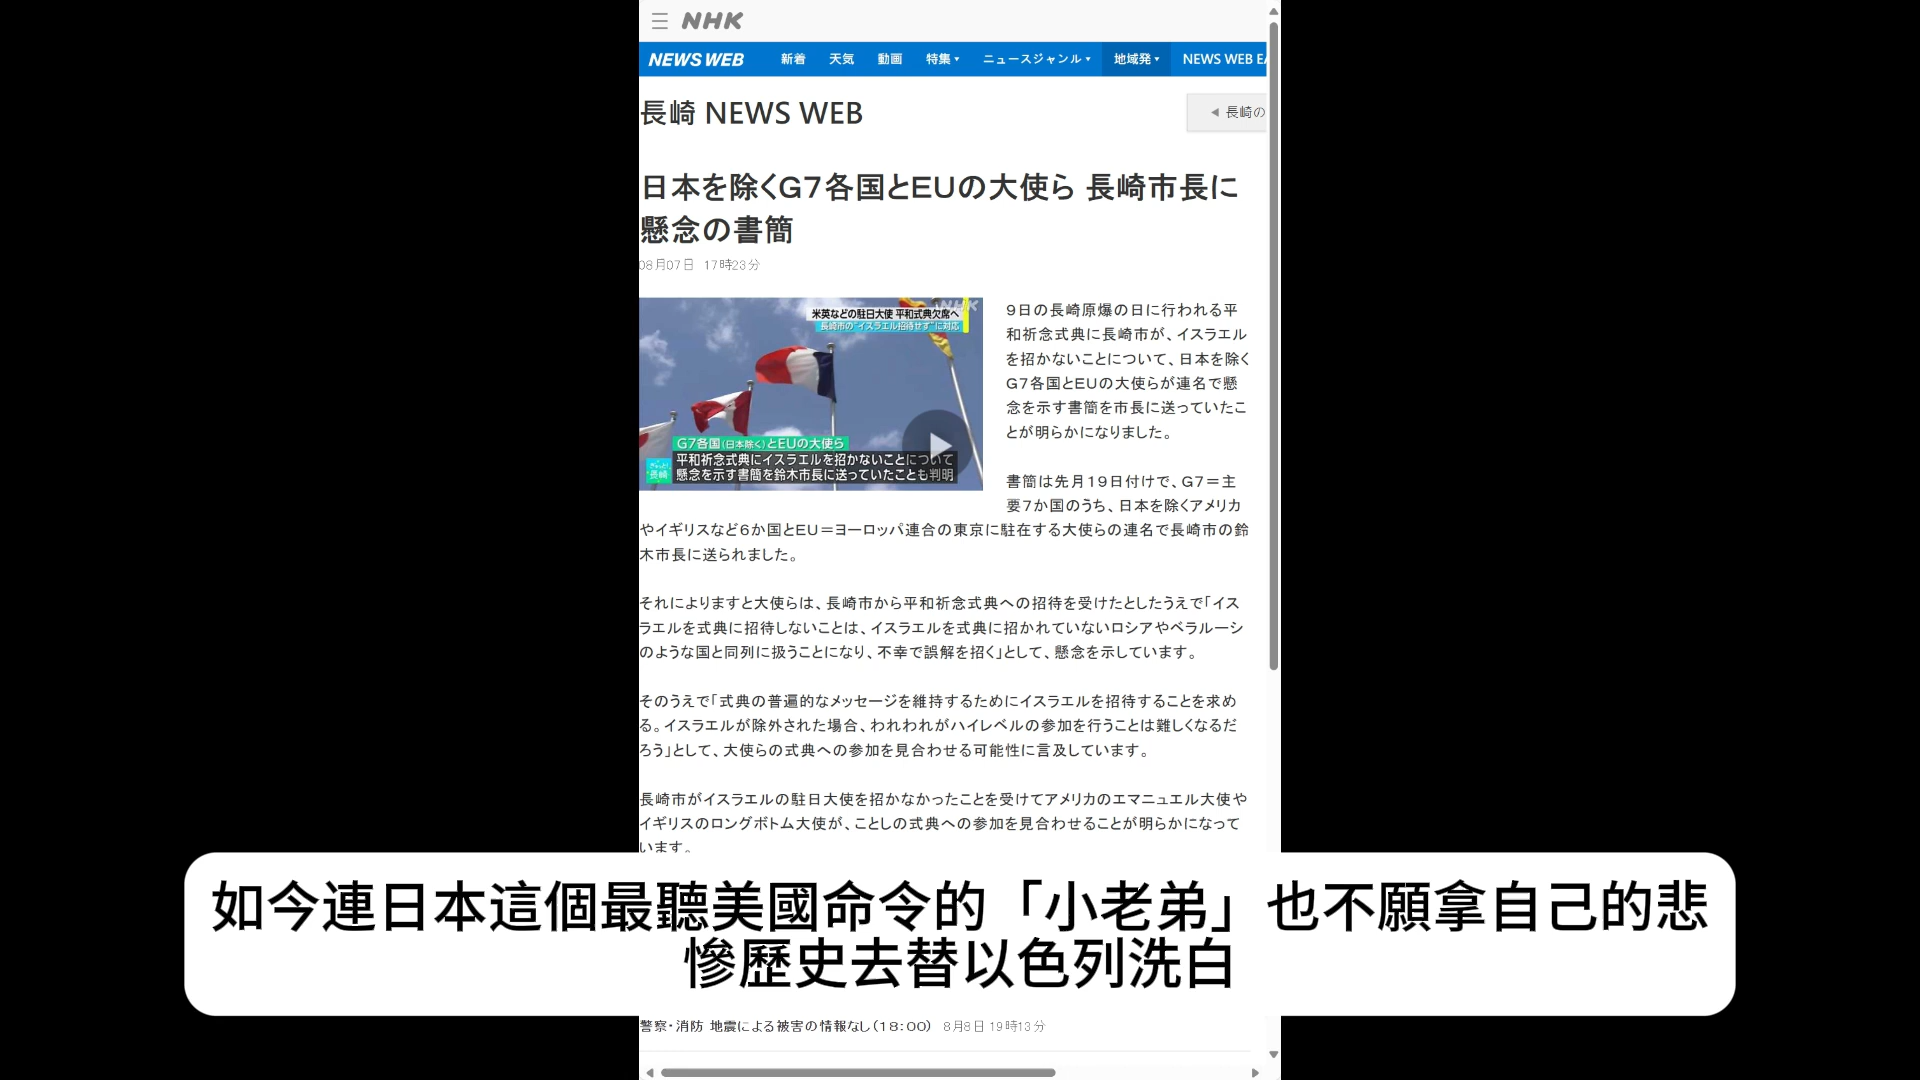 NHK
NEWS WEB 新着 天気 動画 特集 ニュースジャンル 地域発 NEWS WEB
長崎 NEWS WEB
◀ 長崎の
日本を除くG7各国とEUの大使ら 長崎市長に
懸念の書簡
08月07日 17時23分
NHK
米英などの駐日大使 平和式典欠席へ
長崎市の“イスラエル招待せず”に対応
G7各国(日本除く)とEUの大使ら
平和祈念式典にイスラエルを招かないことについて
懸念を示す書簡を鈴木市長に送っていたことも判明
長崎
9日の長崎原爆の日に行われる平
和祈念式典に長崎市が、イスラエル
を招かないことについて、日本を除く
G7各国とEUの大使らが連名で懸
念を示す書簡を市長に送っていたこ
とが明らかになりました。
書簡は先月19日付けで、G7=主
要7か国のうち、日本を除くアメリカ
やイギリスなど6か国とEU=ヨーロッパ連合の東京に駐在する大使らの連名で長崎市の鈴
木市長に送られました。
それによりますと大使らは、長崎市から平和祈念式典への招待を受けたとしたうえで「イス
ラエルを式典に招待しないことは、イスラエルを式典に招かれていないロシアやベラルーシ
のような国と同列に扱うことになり、不幸で誤解を招く」として、懸念を示しています。
そのうえで「式典の普遍的なメッセージを維持するためにイスラエルを招待することを求め
る。イスラエルが除外された場合、われわれがハイレベルの参加を行うことは難しくなるだ
ろう」として、大使らの式典への参加を見合わせる可能性に言及しています。
長崎市がイスラエルの駐日大使を招かなかったことを受けてアメリカのエマニュエル大使や
イギリスのロングボトム大使が、ことしの式典への参加を見合わせることが明らかになって
います。
如今連日本這個最聽美國命令的「小老弟」也不願拿自己的悲
慘歷史去替以色列洗白
警察・消防 地震による被害の情報なし(18:00) 8月8日 19時13分